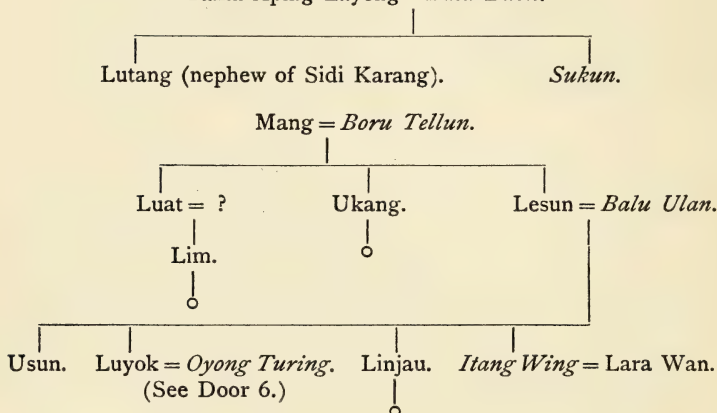 Lutang (nephew of Sidi Karang). Sukun.
Mang = Boru Tellun.
Luat = ? Ukang. Lesun = Balu Ulan.
Lim.
Usun. Luyok = Oyong Turing. Linjau. Itang Wing = Lara Wan.
(See Door 6.)